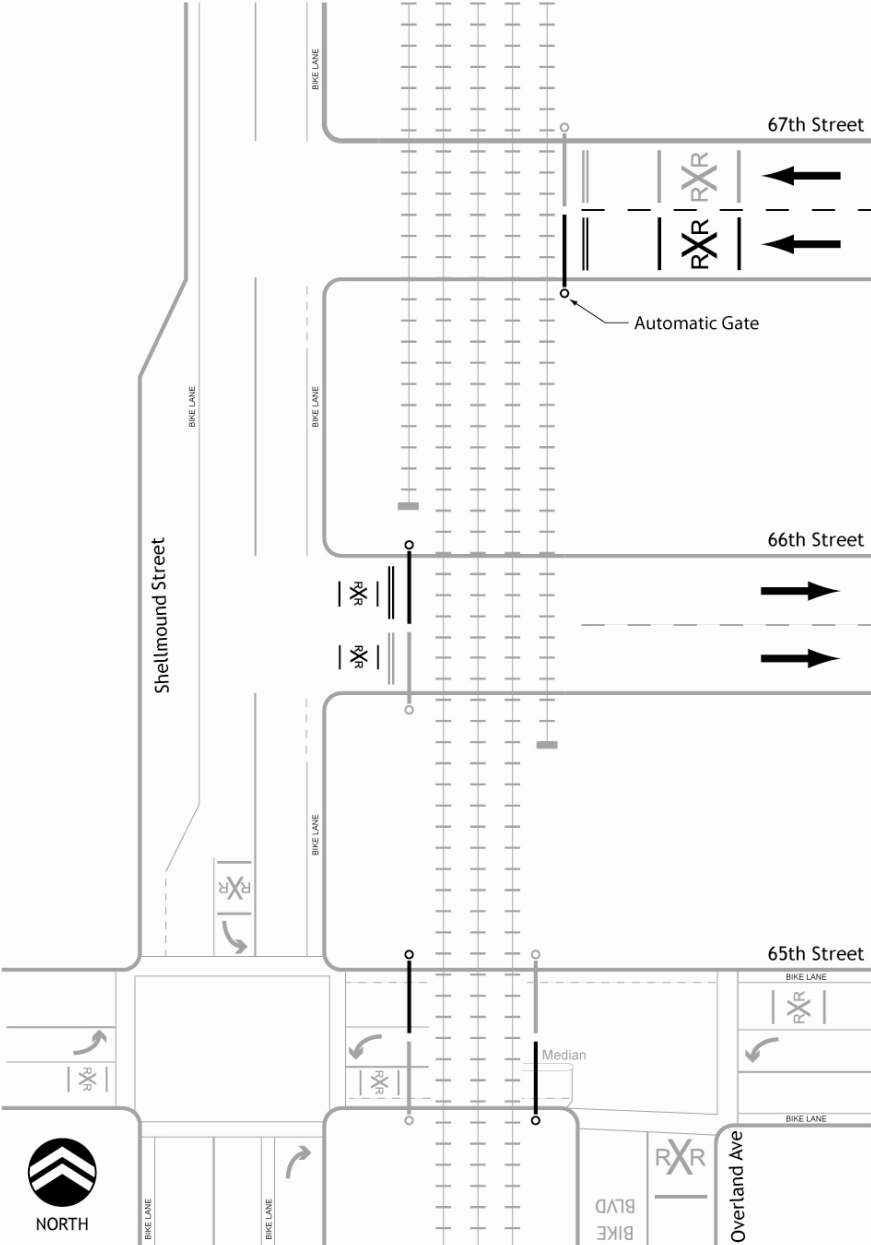 BIKE LANE
67th Street
RXR
RXR
Automatic Gate
BIKE LANE
BIKE LANE
66th Street
Shellmound Street
RXR
RXR
BIKE LANE
RXR
65th Street
BIKE LANE
RXR
Median
RXR
RXR
BIKE LANE
RXR
Overland Ave
BIKE LANE
BIKE LANE
BLVD
BIKE
NORTH